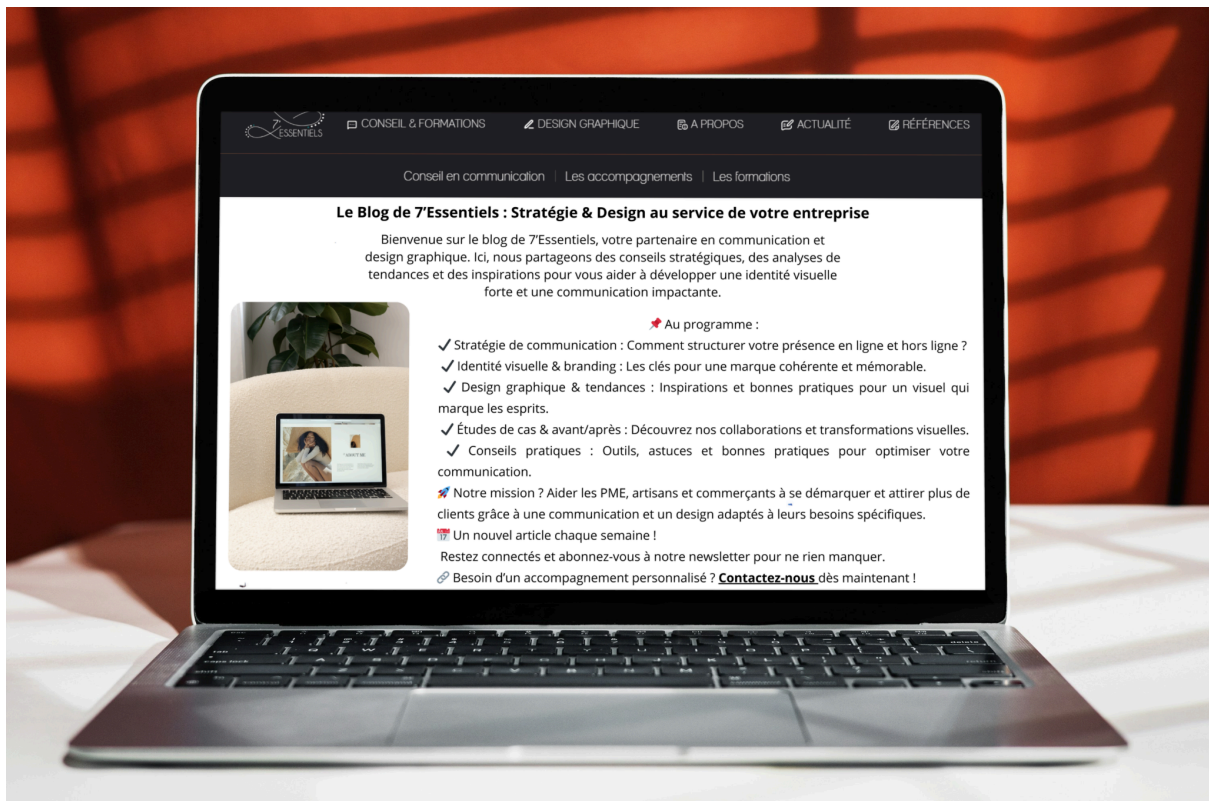 7'
ESSENTIELS
CONSEIL & FORMATIONS
DESIGN GRAPHIQUE
A PROPOS
ACTUALITÉ
RÉFÉRENCES
Conseil en communication | Les accompagnements | Les formations
Le Blog de 7'Essentiels : Stratégie & Design au service de votre entreprise
Bienvenue sur le blog de 7'Essentiels, votre partenaire en communication et
design graphique. Ici, nous partageons des conseils stratégiques, des analyses de
tendances et des inspirations pour vous aider à développer une identité visuelle
forte et une communication impactante.
📌 Au programme :
✔ Stratégie de communication : Comment structurer votre présence en ligne et hors ligne ?
✔ Identité visuelle & branding : Les clés pour une marque cohérente et mémorable.
✔ Design graphique & tendances : Inspirations et bonnes pratiques pour un visuel qui
marque les esprits.
✔ Études de cas & avant/après : Découvrez nos collaborations et transformations visuelles.
✔ Conseils pratiques : Outils, astuces et bonnes pratiques pour optimiser votre
communication.
🚀 Notre mission ? Aider les PME, artisans et commerçants à se démarquer et attirer plus de
clients grâce à une communication et un design adaptés à leurs besoins spécifiques.
📅 Un nouvel article chaque semaine !
Restez connectés et abonnez-vous à notre newsletter pour ne rien manquer.
🔗 Besoin d'un accompagnement personnalisé ? Contactez-nous dès maintenant !